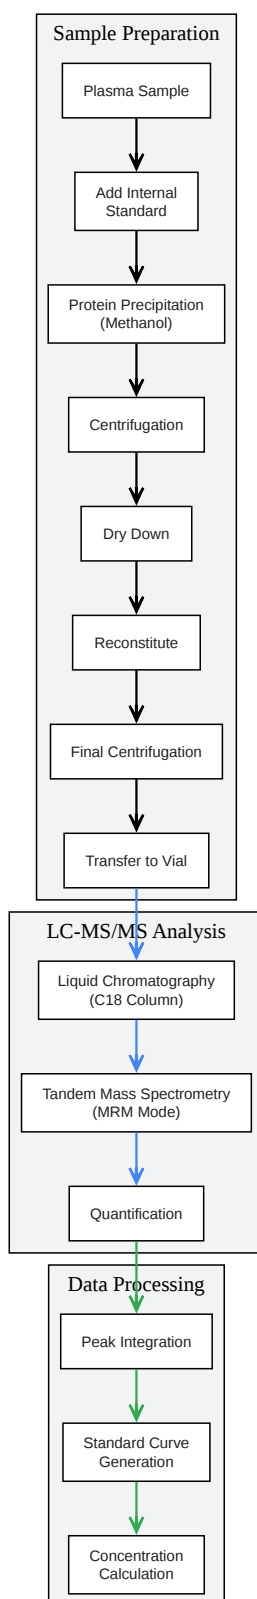 Sample Preparation
Plasma Sample
Add Internal
Standard
Protein Precipitation
(Methanol)
Centrifugation
Dry Down
Reconstitute
Final Centrifugation
Transfer to Vial
LC-MS/MS Analysis
Liquid Chromatography
(C18 Column)
Tandem Mass Spectrometry
(MRM Mode)
Quantification
Data Processing
Peak Integration
Standard Curve
Generation
Concentration
Calculation